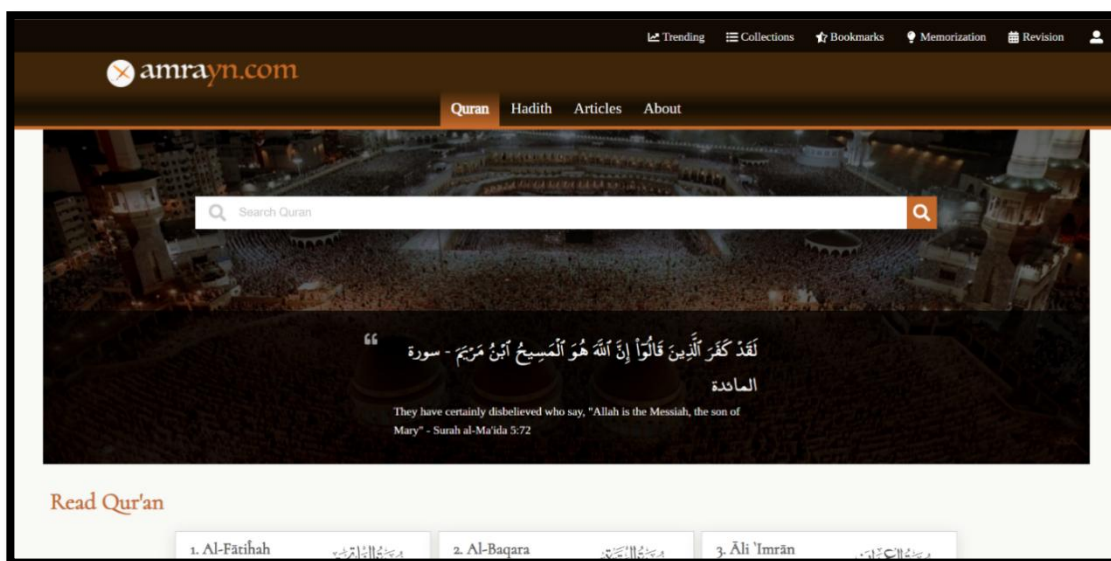 Trending Collections Bookmarks Memorization Revision
amrayn.com
Quran Hadith Articles About
Search Quran
لَقَدْ كَفَرَ ٱلَّذِينَ قَالُوٓا۟ إِنَّ ٱللَّهَ هُوَ ٱلْمَسِيحُ ٱبْنُ مَرْيَمَ - سورة
المائدة
They have certainly disbelieved who say, "Allah is the Messiah, the son of
Mary" - Surah al-Ma'ida 5:72
Read Qur'an
1. Al-Fātiĥah
2. Al-Baqara
3. Āli 'Imrān